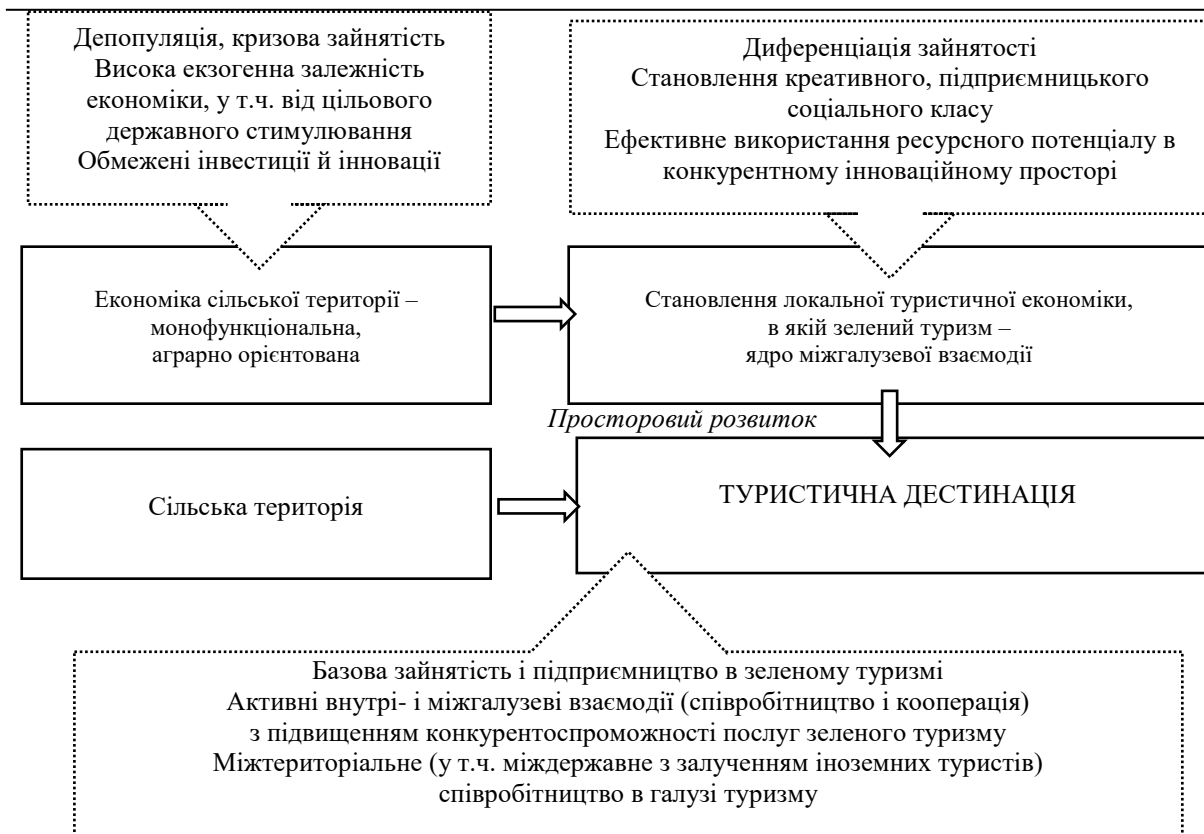 Депопуляція, кризова зайнятість
Висока екзогенна залежність
економіки, у т.ч. від цільового
державного стимулювання
Обмежені інвестиції й інновації
Диференціація зайнятості
Становлення креативного, підприємницького
соціального класу
Ефективне використання ресурсного потенціалу в
конкурентному інноваційному просторі
Економіка сільської території –
монофункціональна,
аграрно орієнтована
Становлення локальної туристичної економіки,
в якій зелений туризм –
ядро міжгалузевої взаємодії
Просторовий розвиток
Сільська територія
ТУРИСТИЧНА ДЕСТИНАЦІЯ
Базова зайнятість і підприємництво в зеленому туризмі
Активні внутрі- і міжгалузеві взаємодії (співробітництво і кооперація)
з підвищенням конкурентоспроможності послуг зеленого туризму
Міжтериторіальне (у т.ч. міждержавне з залученням іноземних туристів)
співробітництво в галузі туризму